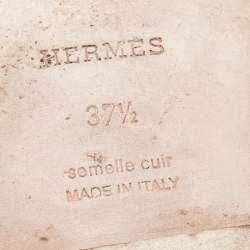 HERMES
37½
semelle cuir
MADE IN ITALY